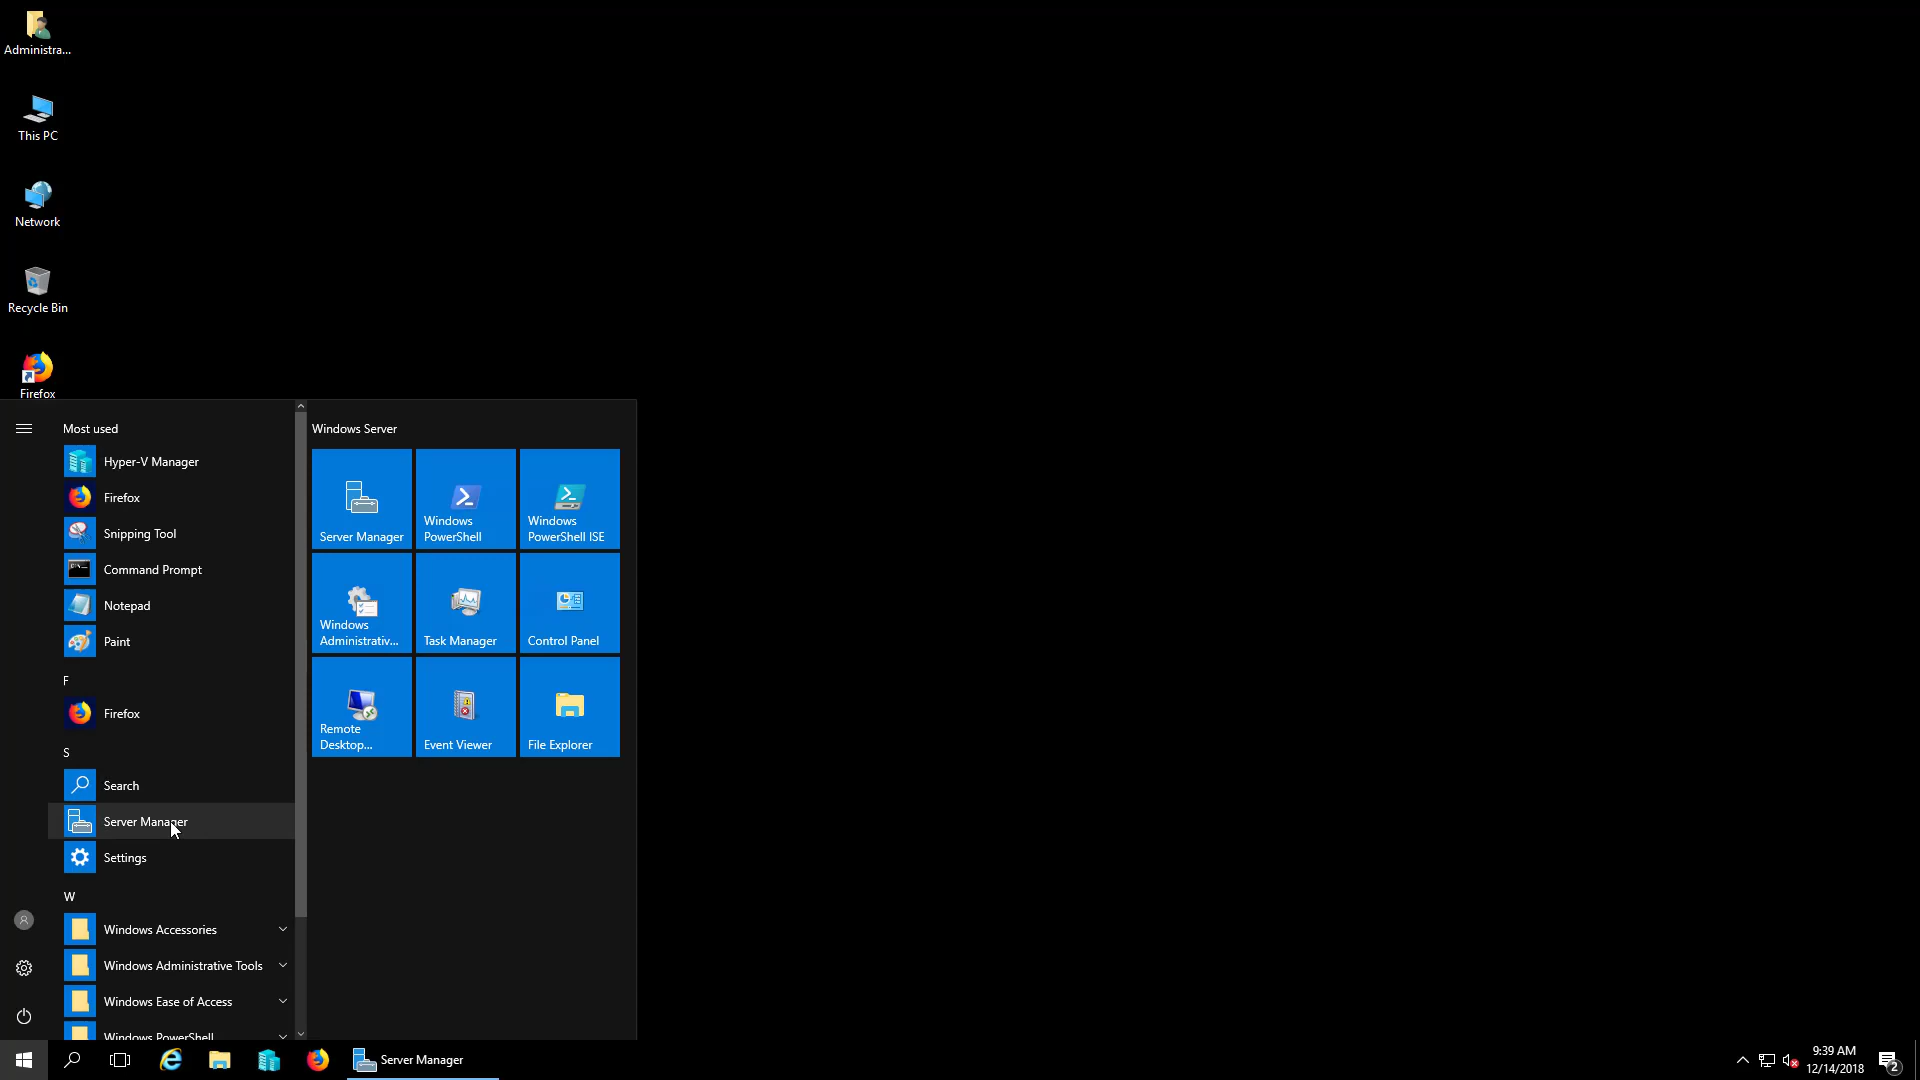 Administra...
This PC
Network
Recycle Bin
Firefox
Most used
Hyper-V Manager
Firefox
Snipping Tool
Command Prompt
Notepad
Paint
F
Firefox
S
Search
Server Manager
Settings
W
Windows Accessories
Windows Administrative Tools
Windows Ease of Access
Windows PowerShell
Windows Server
Server Manager
Windows
PowerShell
Windows
PowerShell ISE
Windows
Administrativ...
Task Manager
Control Panel
Remote
Desktop...
Event Viewer
File Explorer
Server Manager
9:39 AM
12/14/2018
2